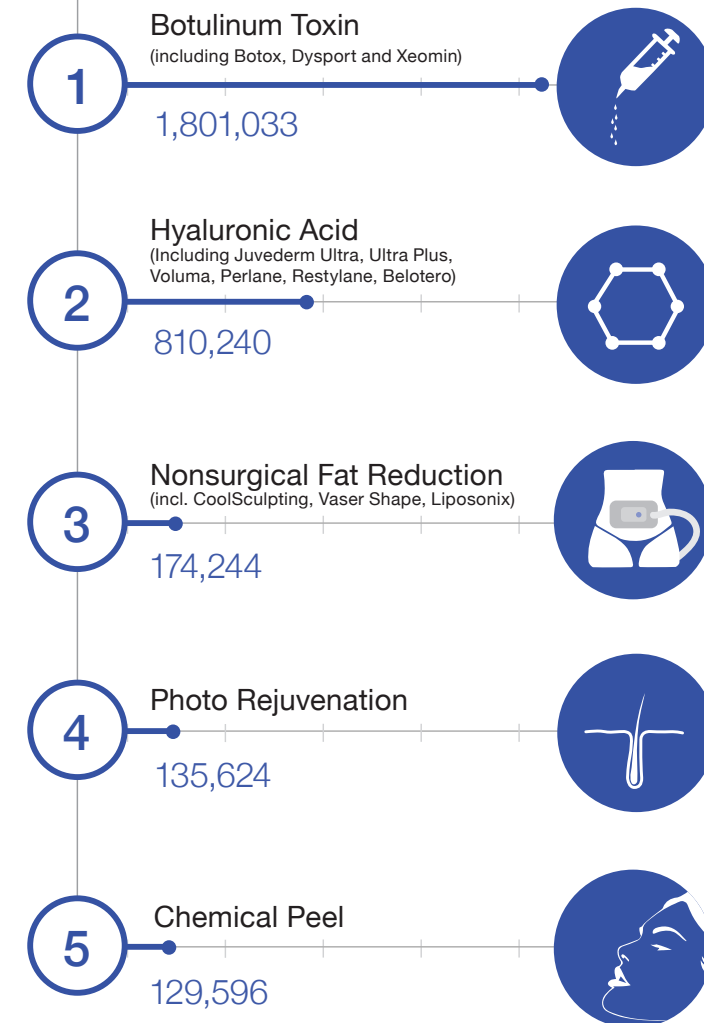 Botulinum Toxin
(including Botox, Dysport and Xeomin)
1
1,801,033
Hyaluronic Acid
(Including Juvederm Ultra, Ultra Plus,
Voluma, Perlane, Restylane, Belotero)
2
810,240
Nonsurgical Fat Reduction
(incl. CoolSculpting, Vaser Shape, Liposonix)
3
174,244
Photo Rejuvenation
4
135,624
Chemical Peel
5
129,596